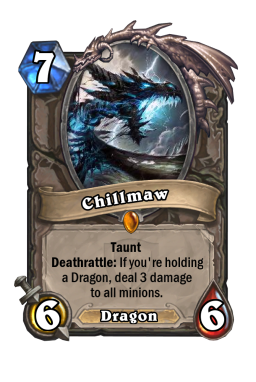 7
Chillmaw
Taunt
Deathrattle: If you're holding
a Dragon, deal 3 damage
to all minions.
6 Dragon 6